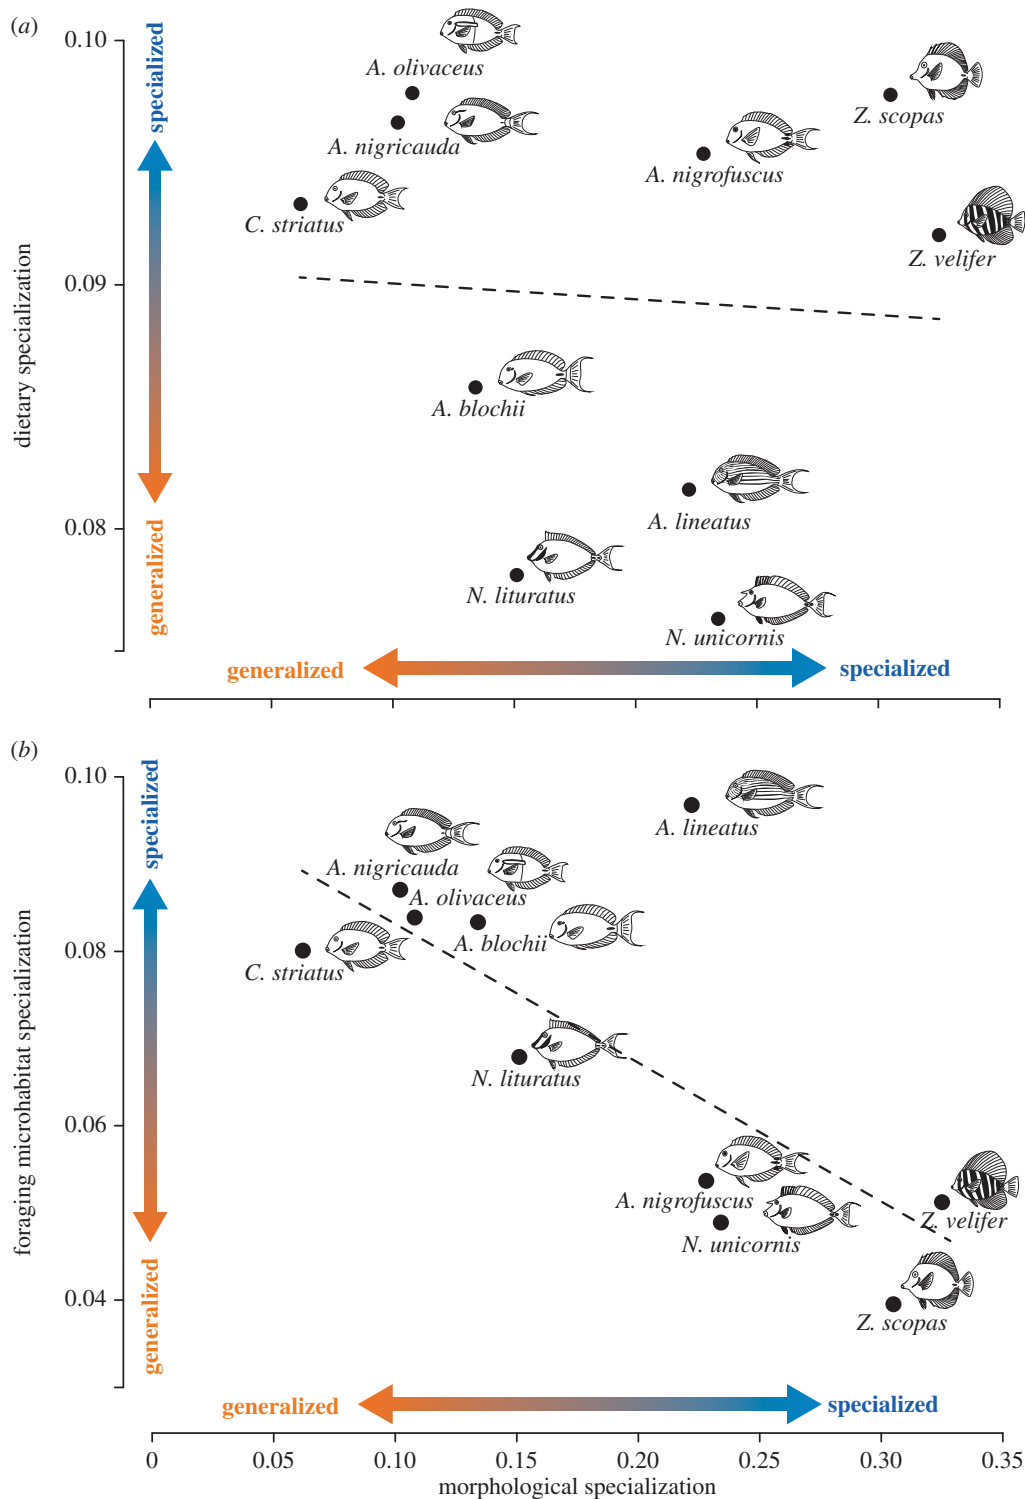 (a)
0.10
0.09
0.08
dietary specialization
specialized
generalized
A. olivaceus
A. nigricauda
C. striatus
Z. scopas
A. nigrofuscus
Z. velifer
A. blochii
A. lineatus
N. lituratus
N. unicornis
generalized
specialized
(b)
0.10
0.08
0.06
0.04
foraging microhabitat specialization
specialized
generalized
A. lineatus
A. nigricauda
A. olivaceus
A. blochii
C. striatus
N. lituratus
A. nigrofuscus
Z. velifer
N. unicornis
Z. scopas
generalized
specialized
0 0.05 0.10 0.15 0.20 0.25 0.30 0.35
morphological specialization